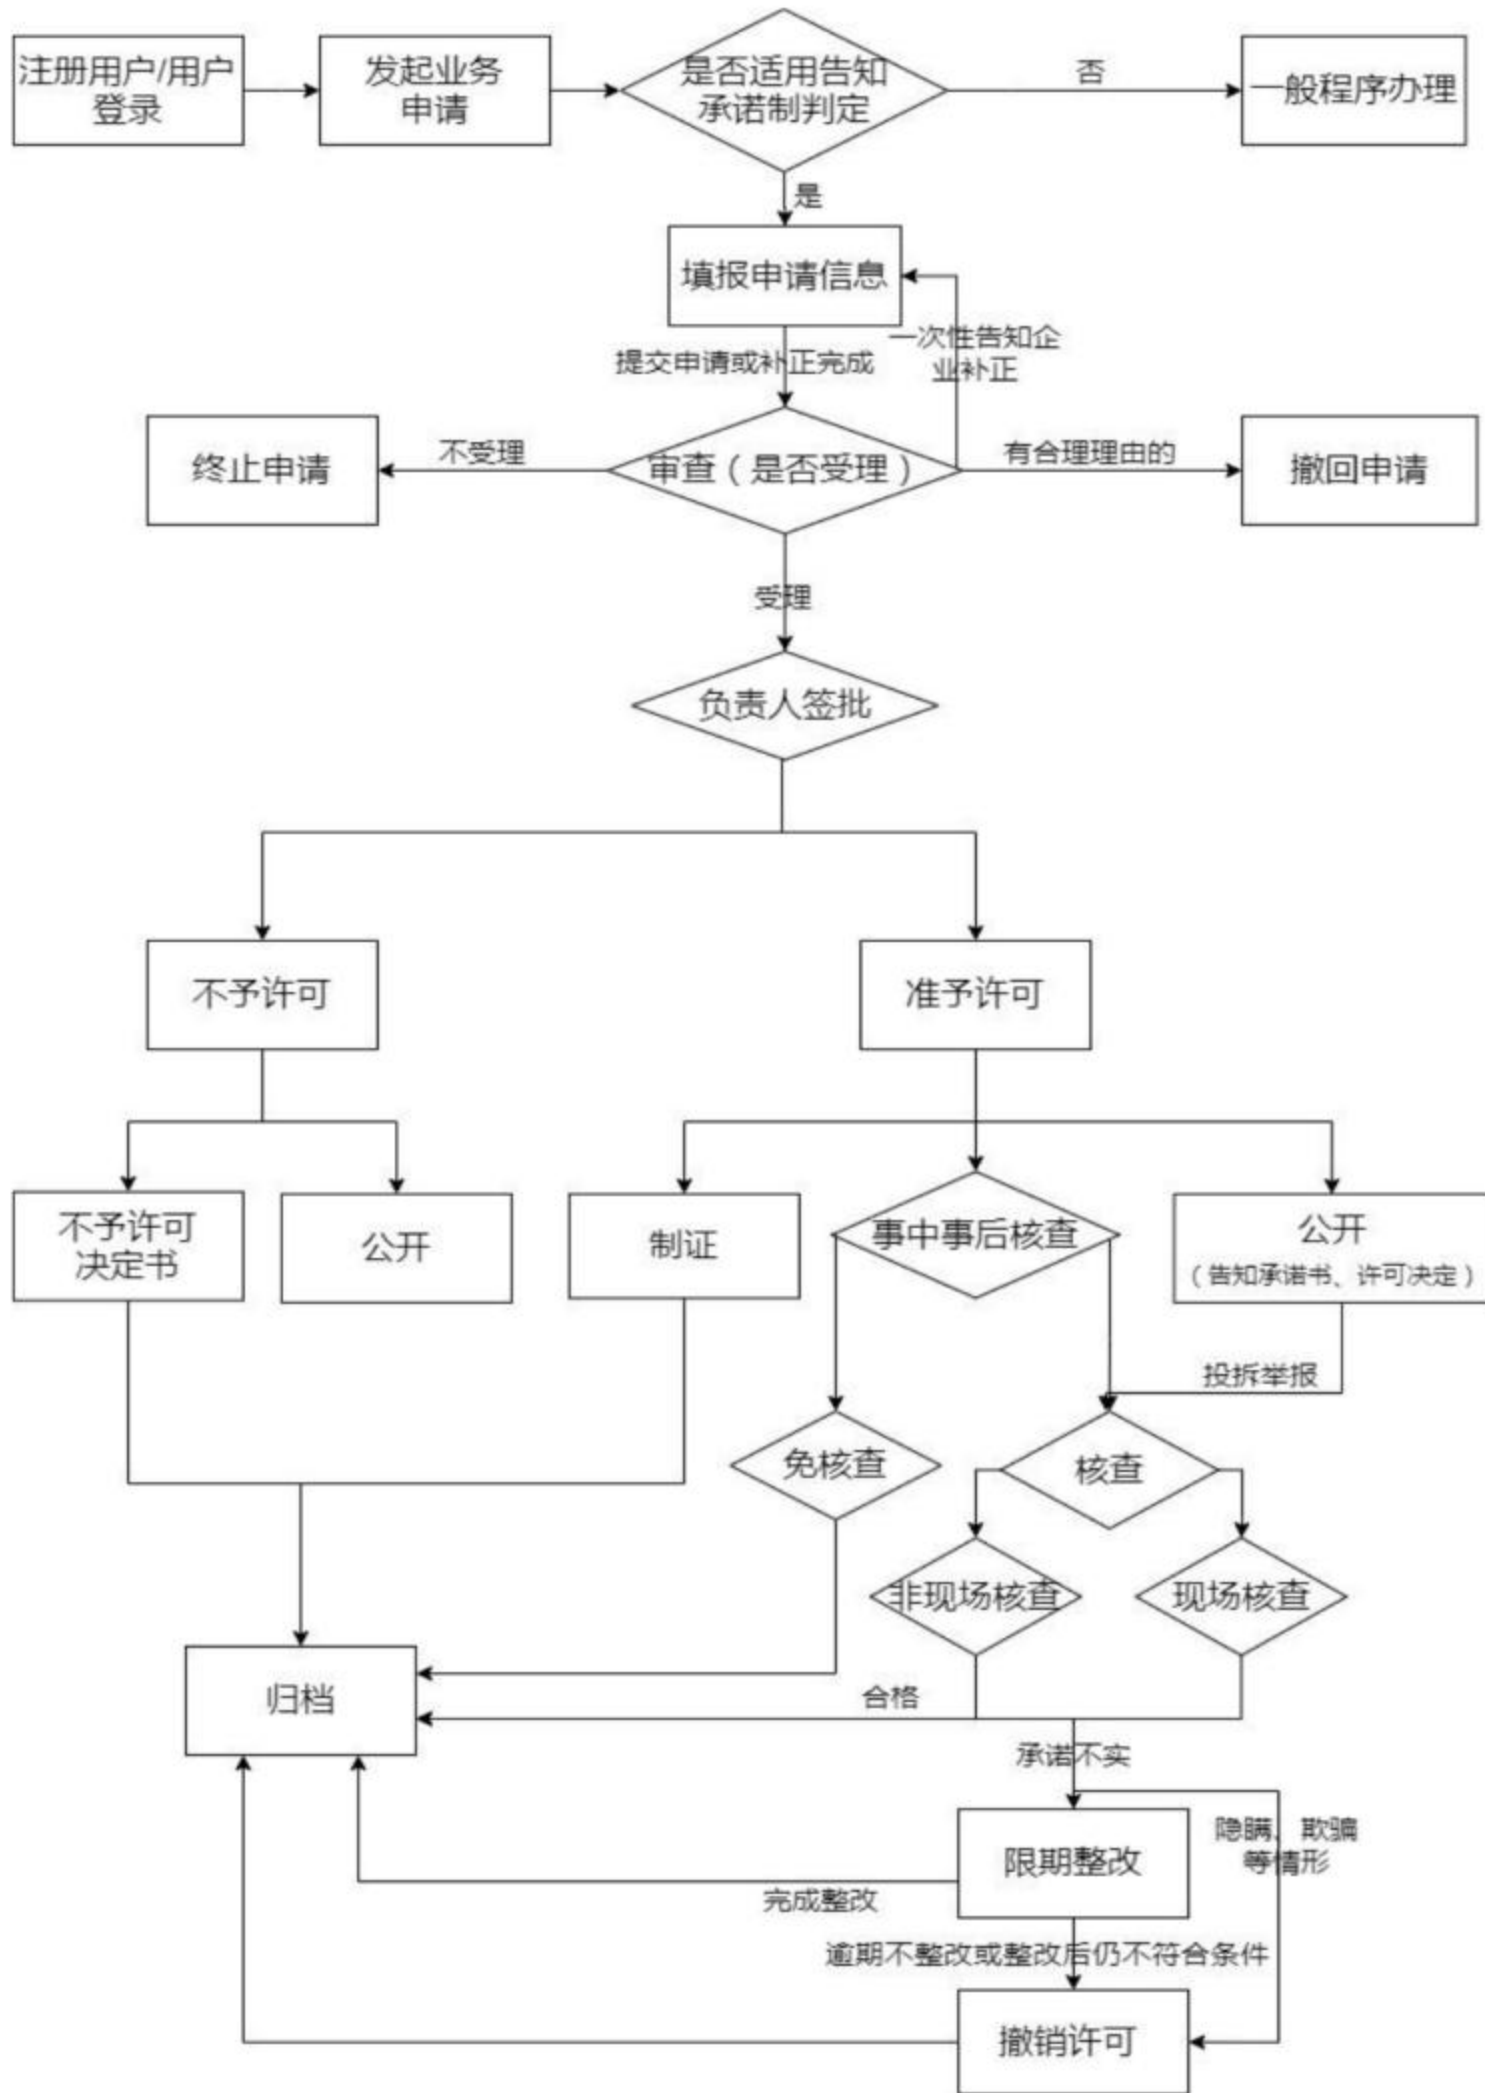 注册用户/用户
登录
发起业务
申请
是否适用告知
承诺制判定
否
一般程序办理
是
填报申请信息
提交申请或补正完成
一次性告知企
业补正
终止申请
不受理
审查（是否受理）
有合理理由的
撤回申请
受理
负责人签批
不予许可
准予许可
不予许可
决定书
公开
制证
事中事后核查
公开
（告知承诺书、许可决定）
投拆举报
免核查
核查
非现场核查
现场核查
归档
合格
承诺不实
限期整改
隐瞒、欺骗
等情形
完成整改
逾期不整改或整改后仍不符合条件
撤销许可